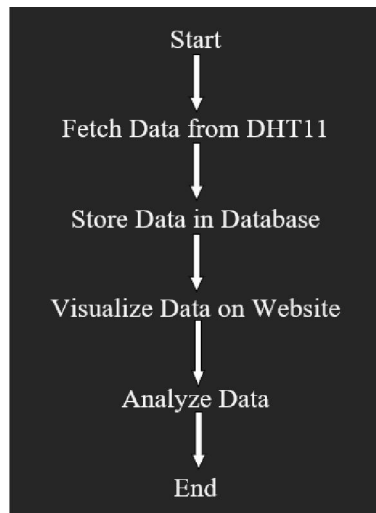 Start
Fetch Data from DHT11
Store Data in Database
Visualize Data on Website
Analyze Data
End